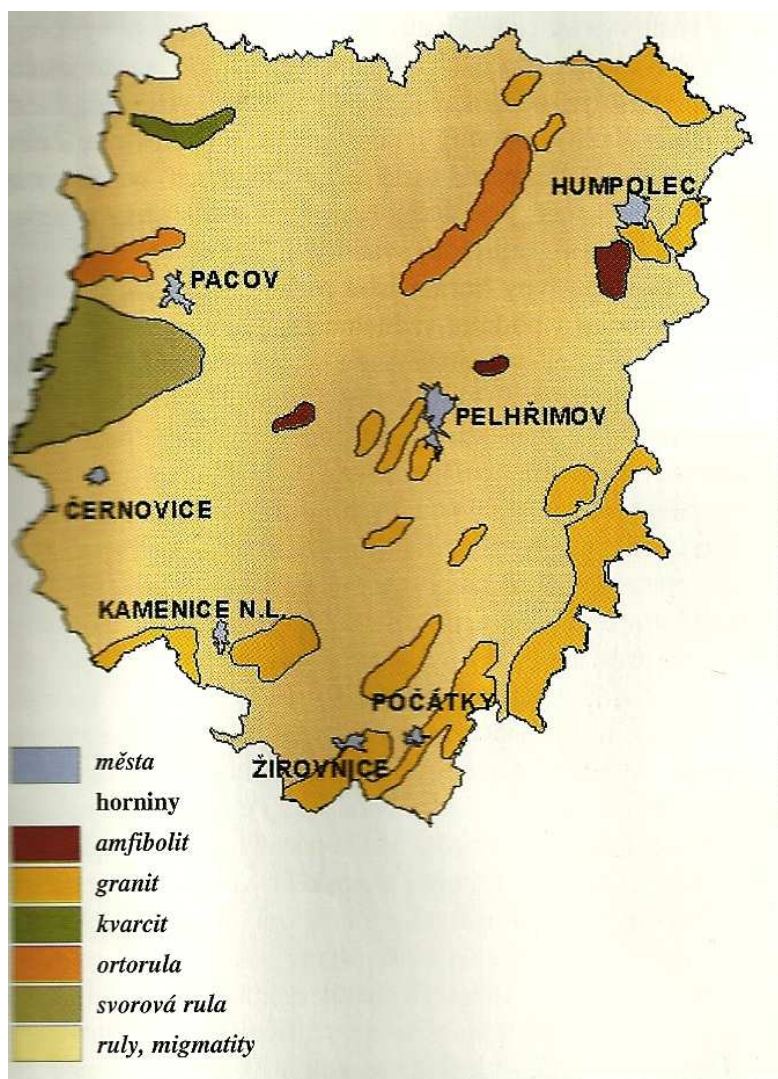 HUMPOLEC
PACOV
PELHŘIMOV
ČERNOVICE
KAMENICE N.L.
POČÁTKY
ŽIROVNICE
města
horniny
amfibolit
granit
kvarcit
ortorula
svorová rula
ruly, migmatity